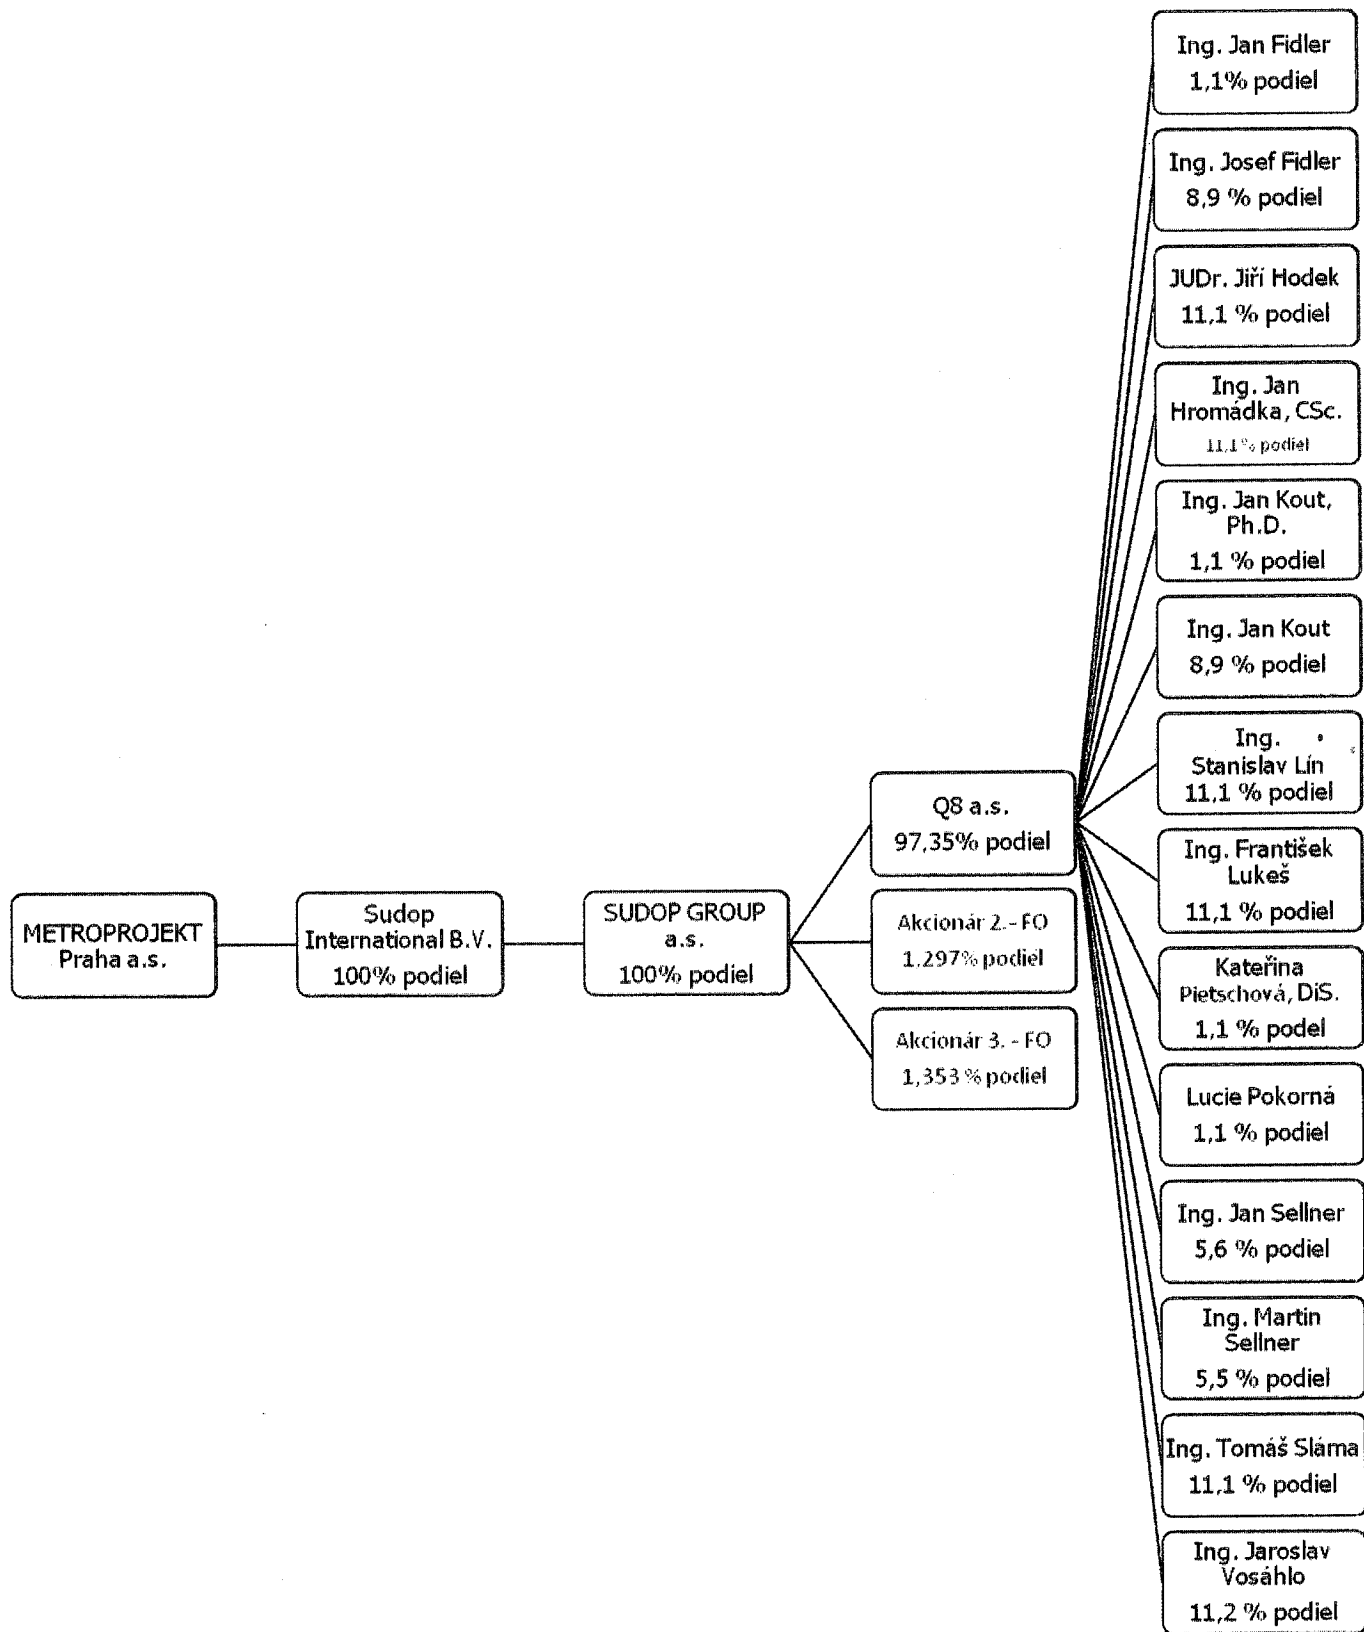 METROPROJEKT
Praha a.s.
Sudop
International B.V.
100% podiel
SUDOP GROUP
a.s.
100% podiel
Q8 a.s.
97,35% podiel
Akcionár 2.- FO
1,297% podiel
Akcionár 3. - FO
1,353 % podiel
Ing. Jan Fidler
1,1% podiel
Ing. Josef Fidler
8,9 % podiel
JUDr. Jiří Hodek
11,1 % podiel
Ing. Jan
Hromádka, CSc.
11,1% podiel
Ing. Jan Kout,
Ph.D.
1,1 % podiel
Ing. Jan Kout
8,9 % podiel
Ing.
Stanislav Lín
11,1 % podiel
Ing. František
Lukeš
11,1 % podiel
Kateřina
Pietschová, DiS.
1,1 % podel
Lucie Pokorná
1,1 % podiel
Ing. Jan Sellner
5,6 % podiel
Ing. Martin
Sellner
5,5 % podiel
Ing. Tomáš Sláma
11,1 % podiel
Ing. Jaroslav
Vosáhlo
11,2 % podiel